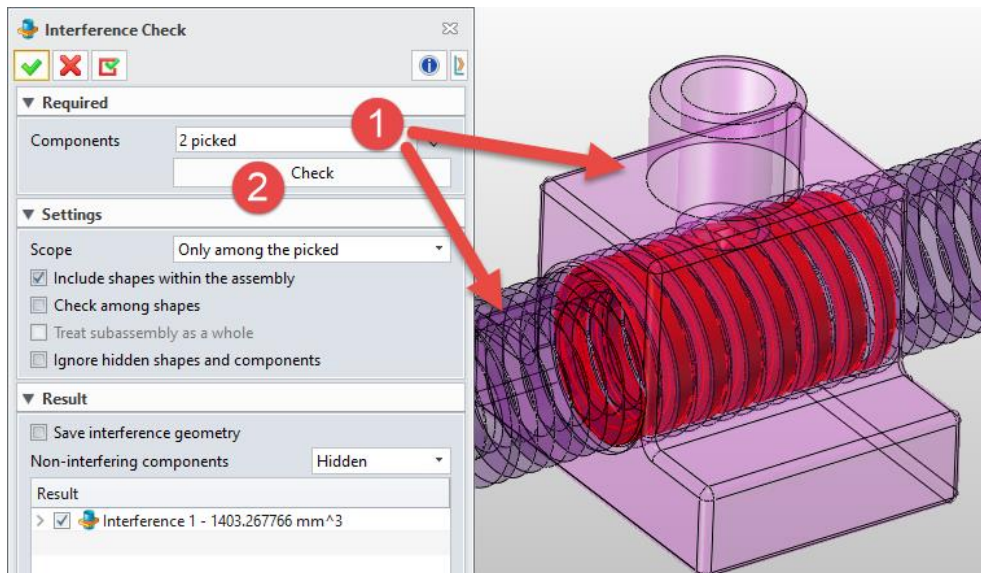 Interference Check
Required
Components 2 picked
1
Check
2
Settings
Scope Only among the picked
Include shapes within the assembly
Check among shapes
Treat subassembly as a whole
Ignore hidden shapes and components
Result
Save interference geometry
Non-interfering components Hidden
Result
Interference 1 - 1403.267766 mm^3